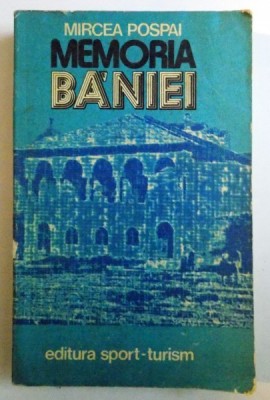 MIRCEA POSPAI
MEMORIA
BĂNIEI
editura sport-turism